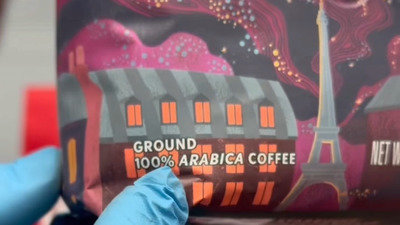 GROUND
100% ARABICA COFFEE
NET W